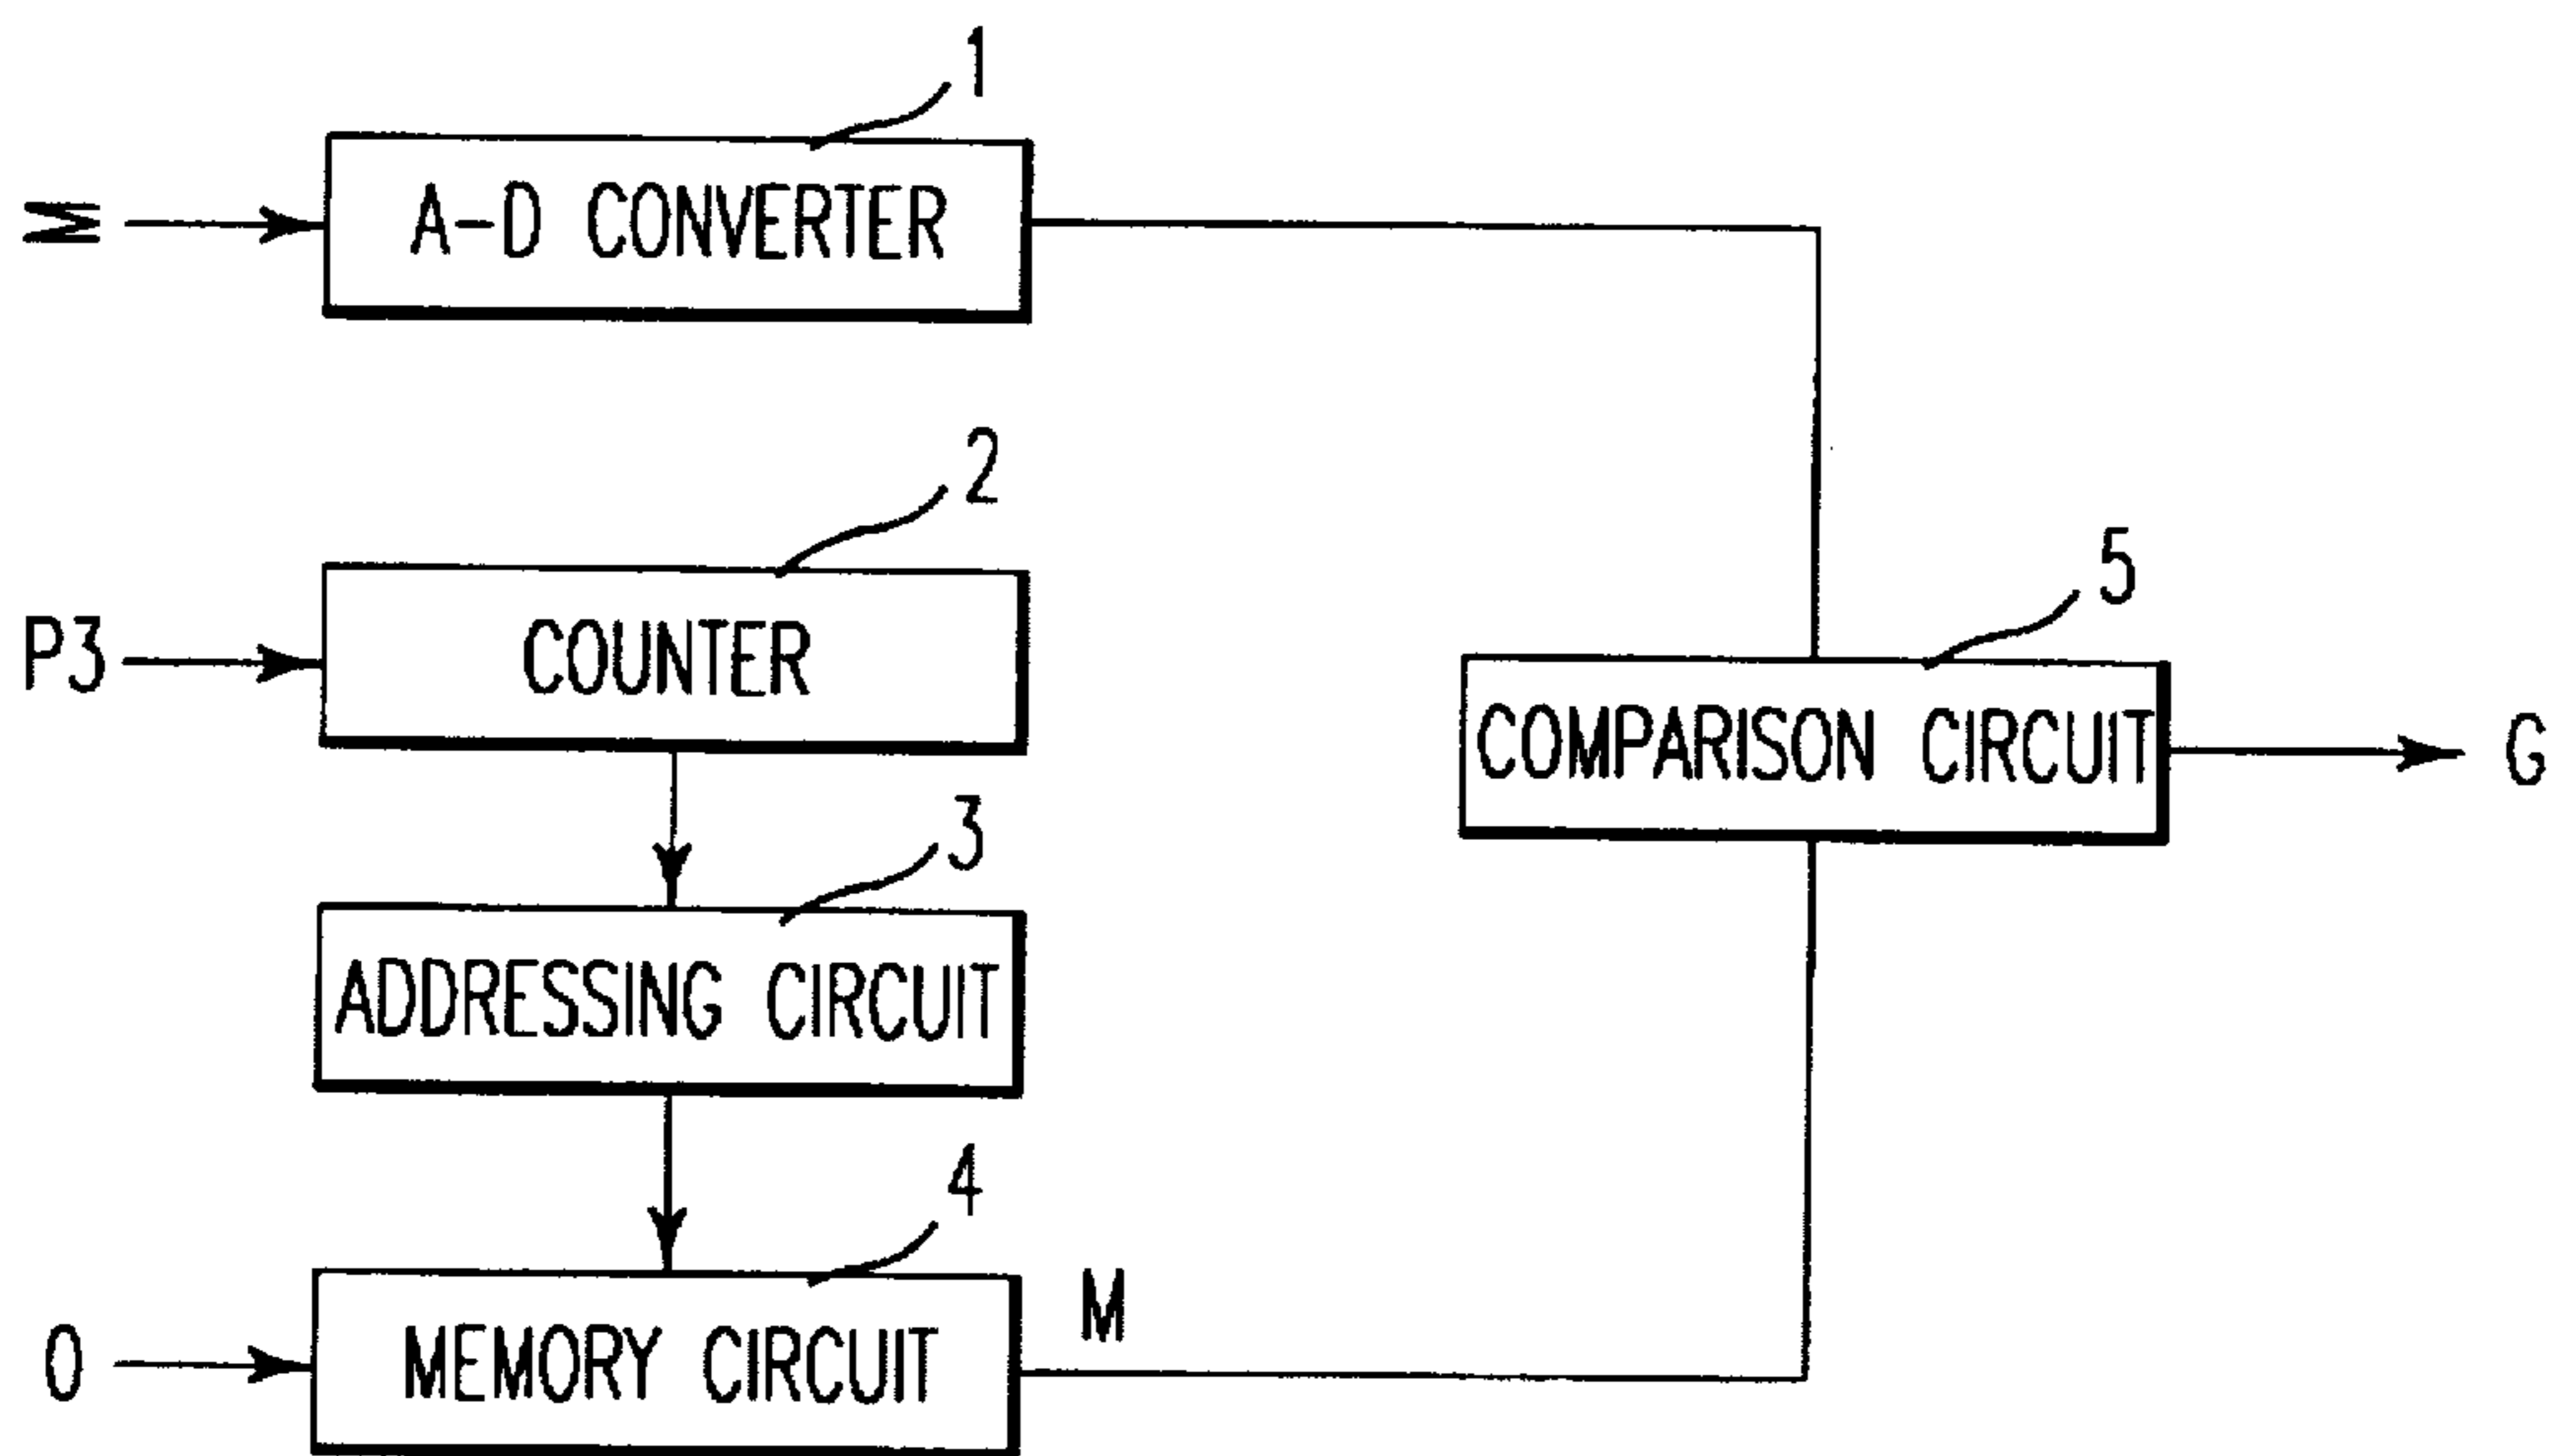 1
M
A-D CONVERTER
2
P3
COUNTER
5
COMPARISON CIRCUIT
G
3
ADDRESSING CIRCUIT
4
O
MEMORY CIRCUIT
M